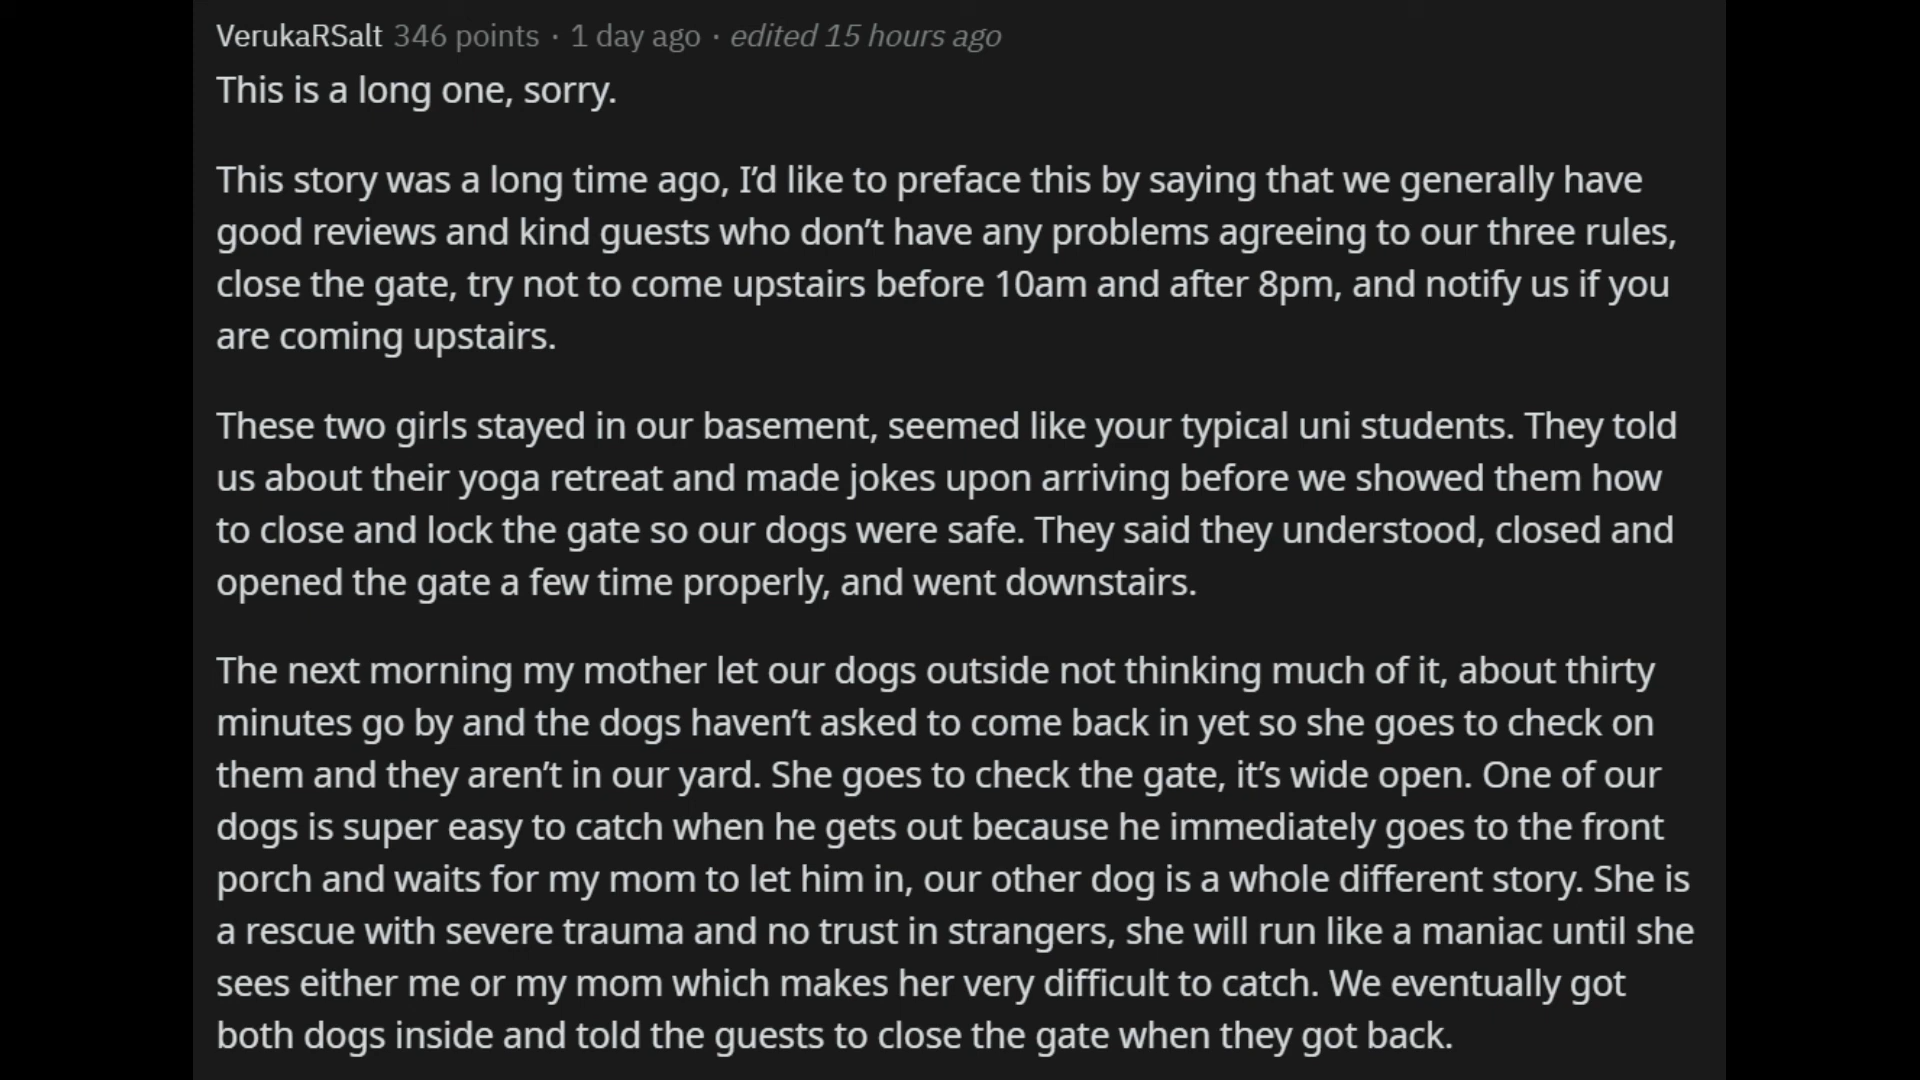 VerukaRSalt 346 points · 1 day ago · edited 15 hours ago
This is a long one, sorry.
This story was a long time ago, I’d like to preface this by saying that we generally have
good reviews and kind guests who don’t have any problems agreeing to our three rules,
close the gate, try not to come upstairs before 10am and after 8pm, and notify us if you
are coming upstairs.
These two girls stayed in our basement, seemed like your typical uni students. They told
us about their yoga retreat and made jokes upon arriving before we showed them how
to close and lock the gate so our dogs were safe. They said they understood, closed and
opened the gate a few time properly, and went downstairs.
The next morning my mother let our dogs outside not thinking much of it, about thirty
minutes go by and the dogs haven’t asked to come back in yet so she goes to check on
them and they aren’t in our yard. She goes to check the gate, it’s wide open. One of our
dogs is super easy to catch when he gets out because he immediately goes to the front
porch and waits for my mom to let him in, our other dog is a whole different story. She is
a rescue with severe trauma and no trust in strangers, she will run like a maniac until she
sees either me or my mom which makes her very difficult to catch. We eventually got
both dogs inside and told the guests to close the gate when they got back.